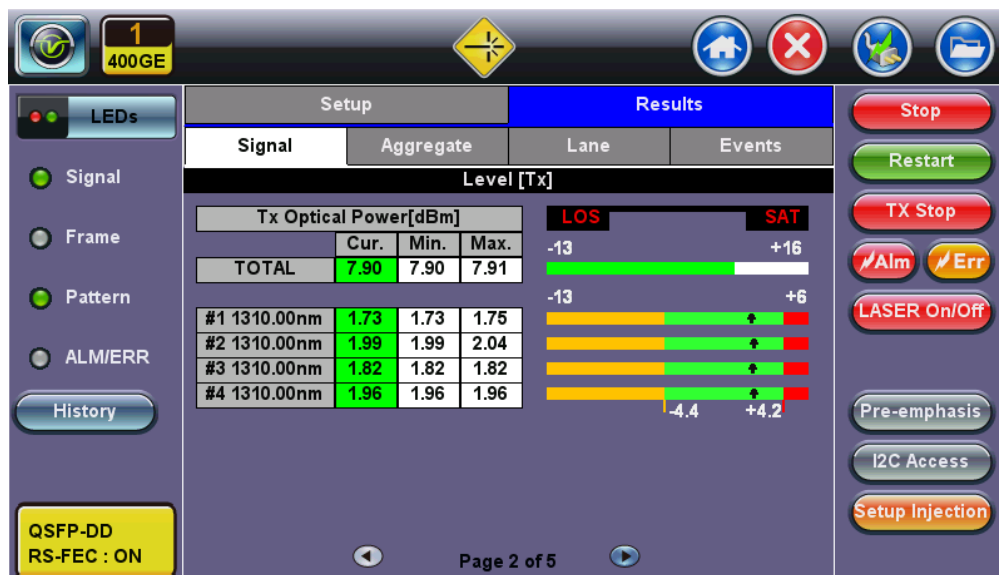 1
400GE
LEDs
Signal
Frame
Pattern
ALM/ERR
History
QSFP-DD
RS-FEC : ON
Setup Results
Signal Aggregate Lane Events
Level [Tx]
Tx Optical Power[dBm]
Cur. Min. Max.
TOTAL 7.90 7.90 7.91
#1 1310.00nm 1.73 1.73 1.75
#2 1310.00nm 1.99 1.99 2.04
#3 1310.00nm 1.82 1.82 1.82
#4 1310.00nm 1.96 1.96 1.96
LOS SAT
-13 +16
-13 +6
-4.4 +4.2
Page 2 of 5
Stop
Restart
TX Stop
Alm Err
LASER On/Off
Pre-emphasis
I2C Access
Setup Injection